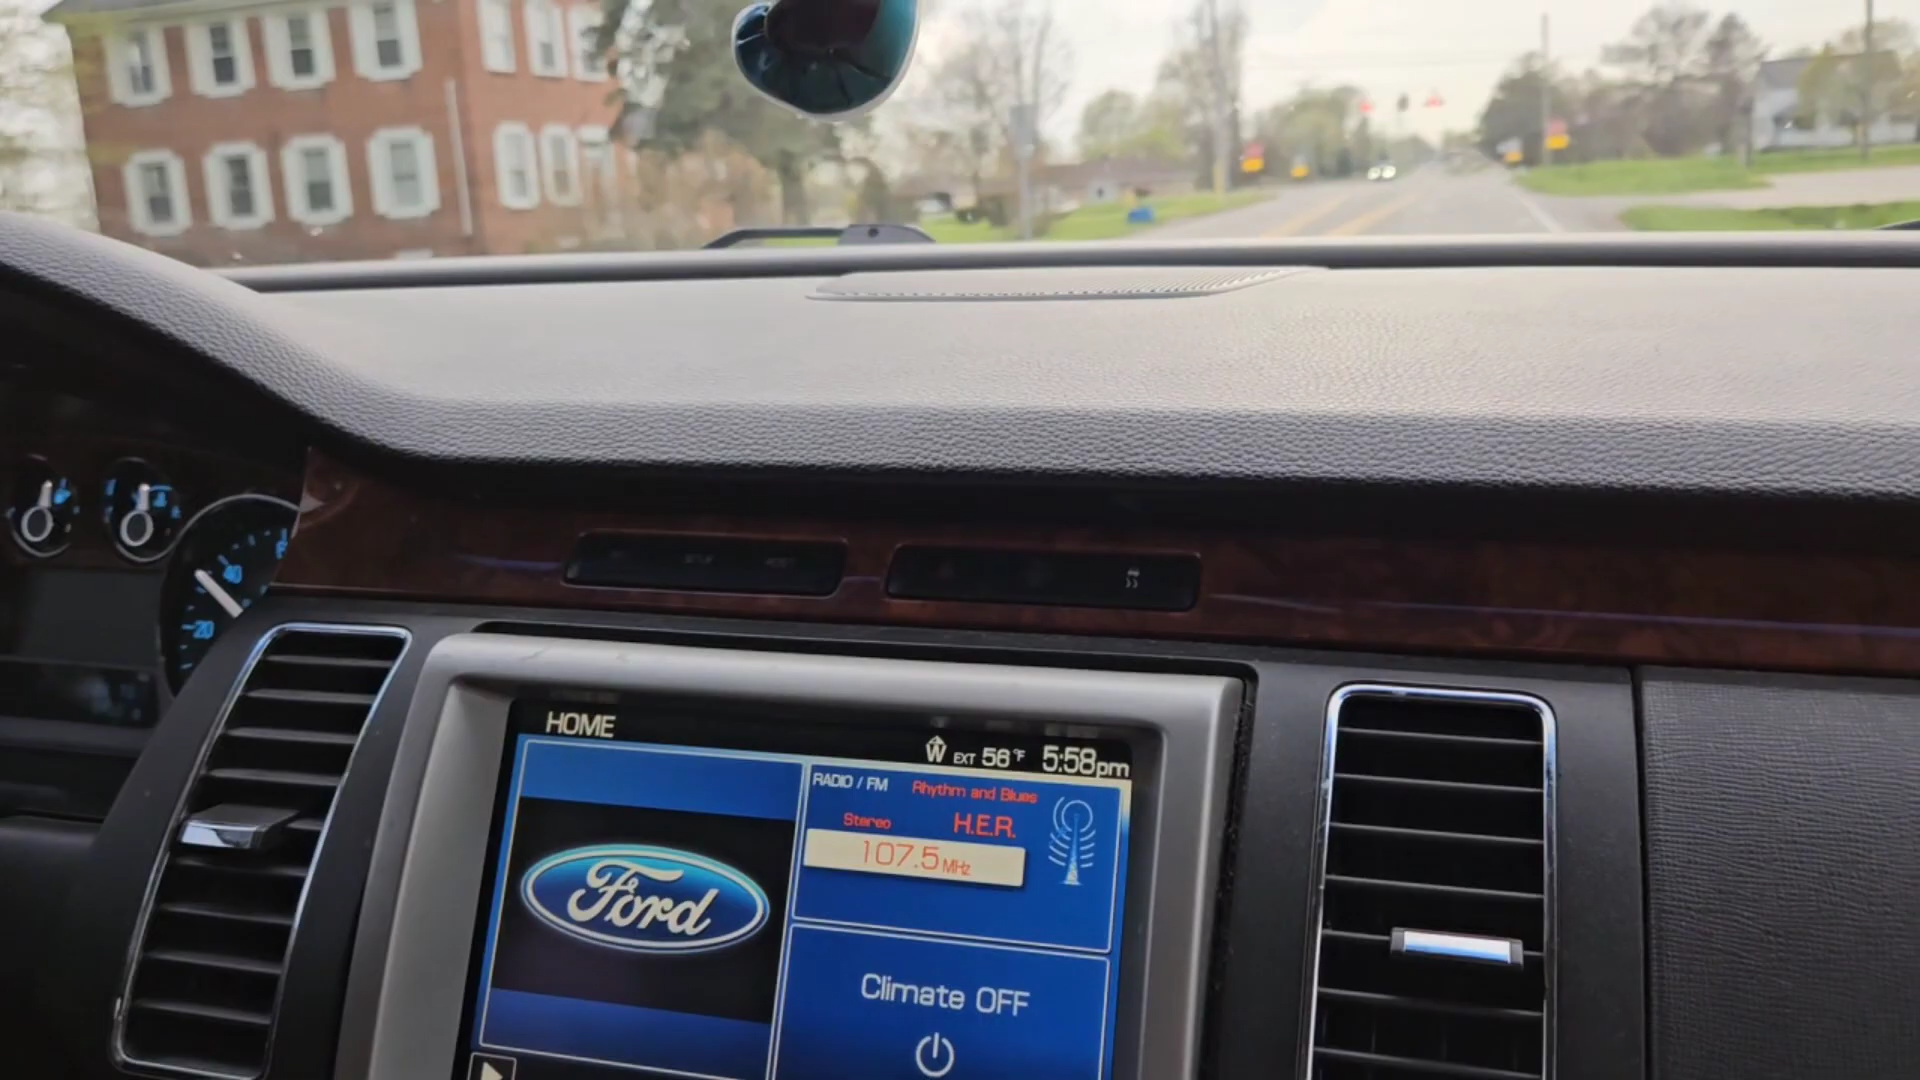 HOME
W EXT 56 °F 5:58pm
RADIO / FM Rhythm and Blues
Stereo H.E.R.
107.5 MHz
Ford
Climate OFF
40
20